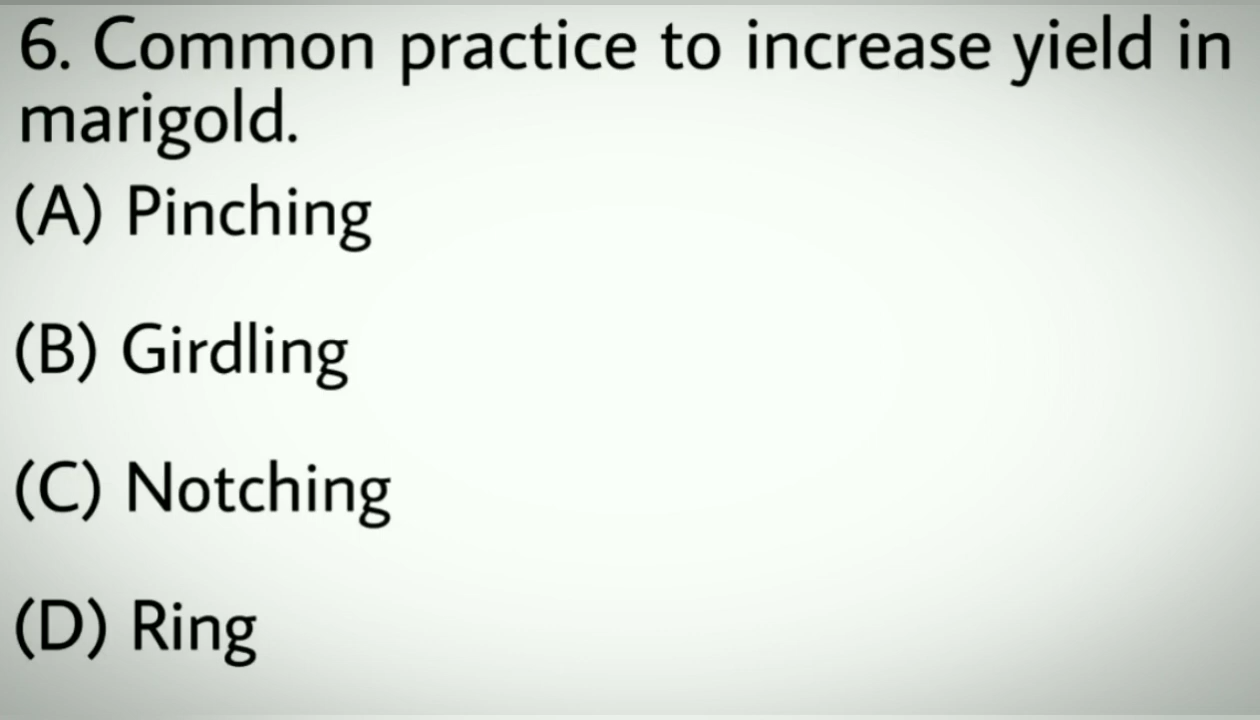 6. Common practice to increase yield in
marigold.
(A) Pinching
(B) Girdling
(C) Notching
(D) Ring